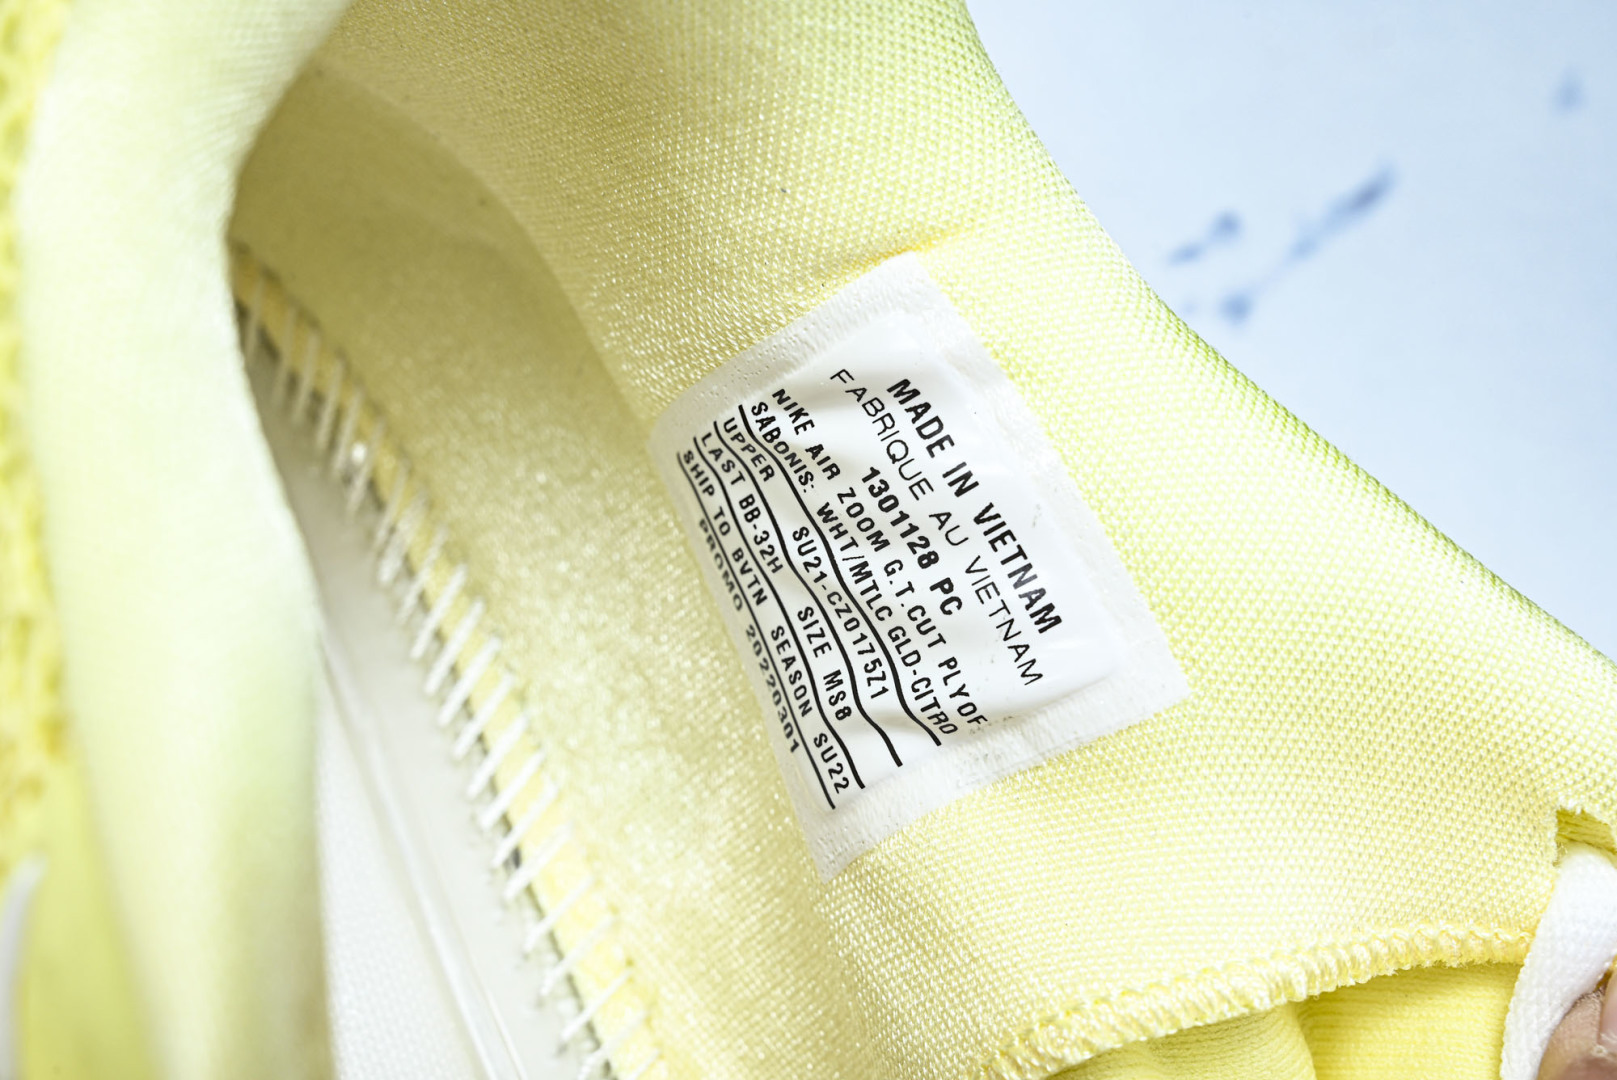 MADE IN VIETNAM
FABRIQUE AU VIETNAM
1301128 PC
NIKE AIR ZOOM G.T.CUT PLYOF
SABONIS: WHT/MTLC GLD-CITRO
UPPER SU21-CZ0175Z1
LAST BB-32H SIZE MS8
SHIP TO BVTN SEASON SU22
PROMO 20220301